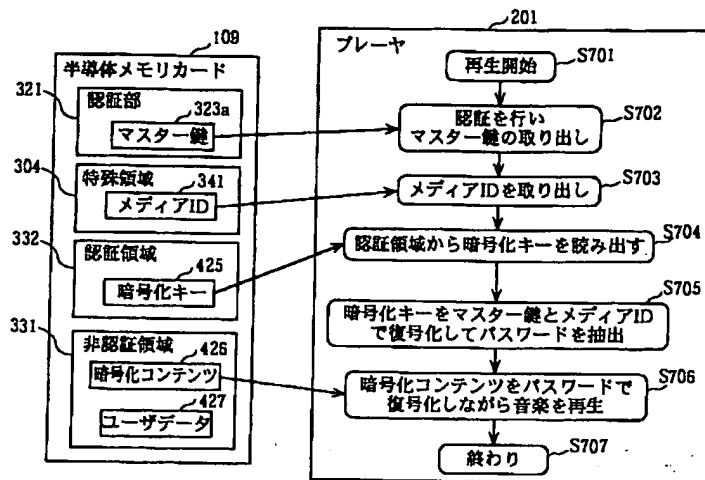 109
半導体メモリカード
321
認証部
323a
マスター鍵
304
特殊領域
341
メディアID
332
認証領域
425
暗号化キー
331
非認証領域
426
暗号化コンテンツ
427
ユーザデータ
201
プレーヤ
S701
再生開始
S702
認証を行い
マスター鍵の取り出し
S703
メディアIDを取り出し
S704
認証領域から暗号化キーを読み出す
S705
暗号化キーをマスター鍵とメディアID
で復号化してパスワードを抽出
S706
暗号化コンテンツをパスワードで
復号化しながら音楽を再生
S707
終わり